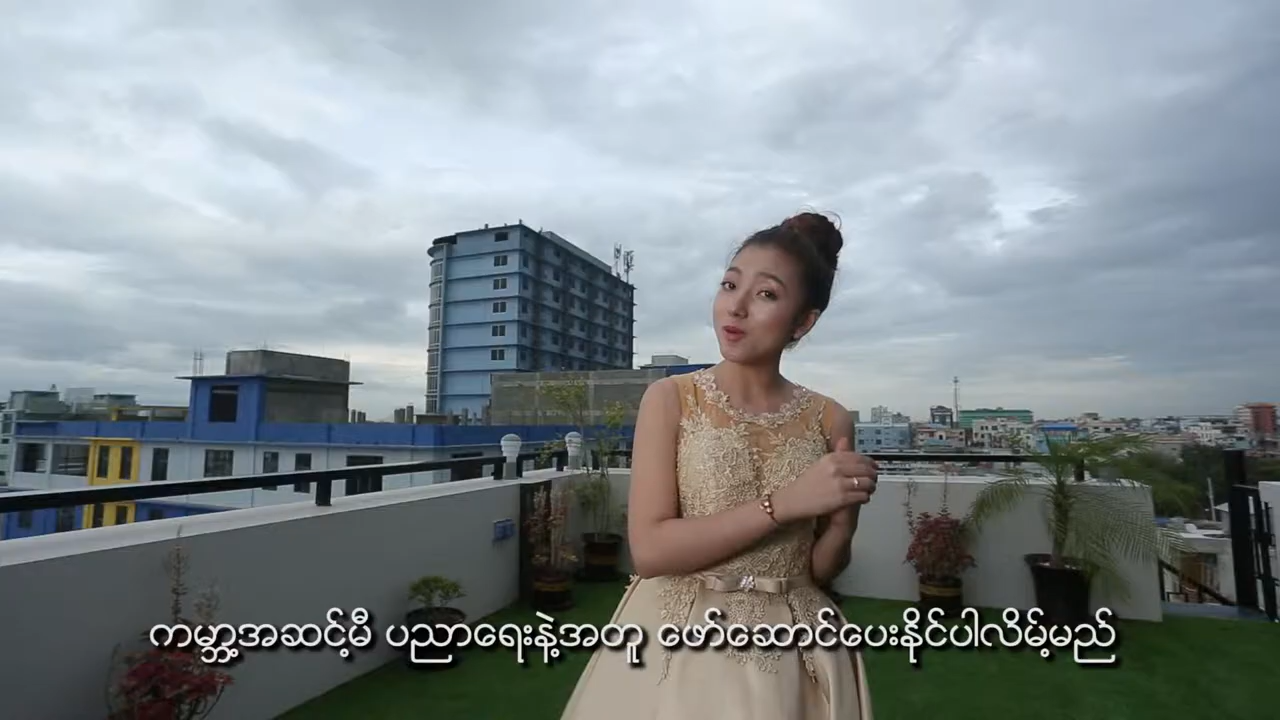 ကမ္ဘာ့အဆင့်မီ ပညာရေးနဲ့အတူ ဖော်ဆောင်ပေးနိုင်ပါလိမ့်မည်